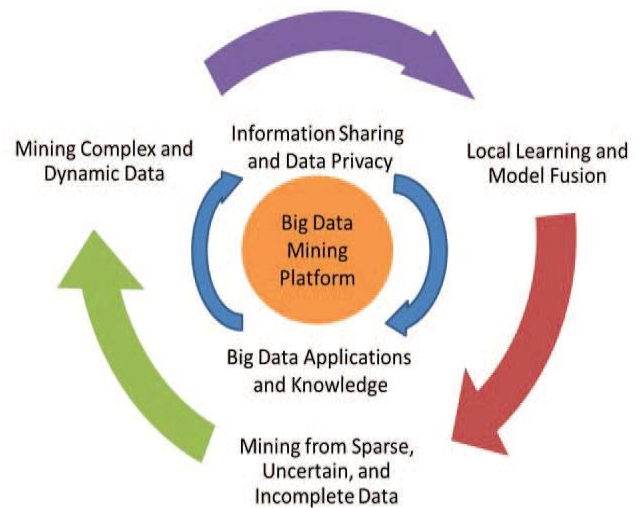 Information Sharing
and Data Privacy
Mining Complex and
Dynamic Data
Local Learning and
Model Fusion
Big Data
Mining
Platform
Big Data Applications
and Knowledge
Mining from Sparse,
Uncertain, and
Incomplete Data